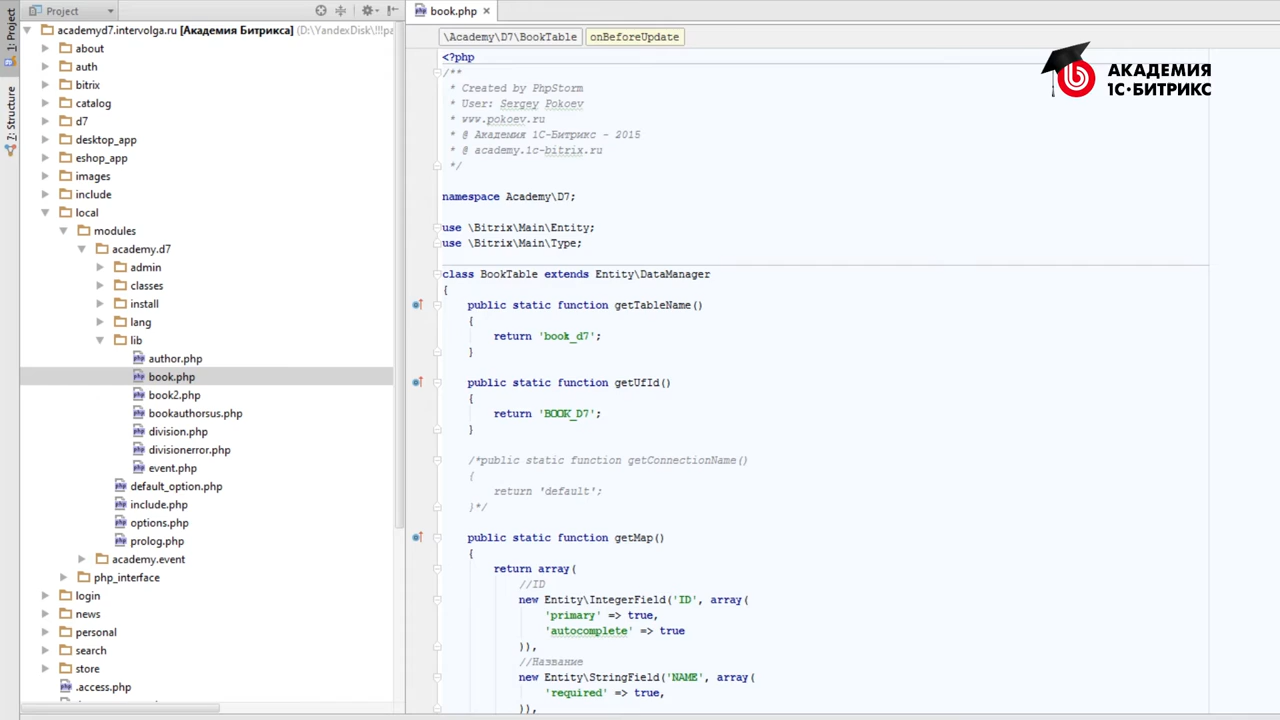 Project
book.php
1: Project
7: Structure
academyd7.intervolga.ru [Академия Битрикса] (D:\YandexDisk\!!!ра
about
auth
bitrix
catalog
d7
desktop_app
eshop_app
images
include
local
modules
academy.d7
admin
classes
install
lang
lib
author.php
book.php
book2.php
bookauthorsus.php
division.php
divisionerror.php
event.php
default_option.php
include.php
options.php
prolog.php
academy.event
php_interface
login
news
personal
search
store
.access.php
\Academy\D7\BookTable
onBeforeUpdate
АКАДЕМИЯ
1С·БИТРИКС
<?php
/**
* Created by PhpStorm
* User: Sergey Pokoev
* www.pokoev.ru
* @ Академия 1С-Битрикс - 2015
* @ academy.1c-bitrix.ru
*/
namespace Academy\D7;
use \Bitrix\Main\Entity;
use \Bitrix\Main\Type;
class BookTable extends Entity\DataManager
{
public static function getTableName()
{
return 'book_d7';
}
public static function getUfId()
{
return 'BOOK_D7';
}
/*public static function getConnectionName()
{
return 'default';
}*/
public static function getMap()
{
return array(
//ID
new Entity\IntegerField('ID', array(
'primary' => true,
'autocomplete' => true
)),
//Название
new Entity\StringField('NAME', array(
'required' => true,
)),